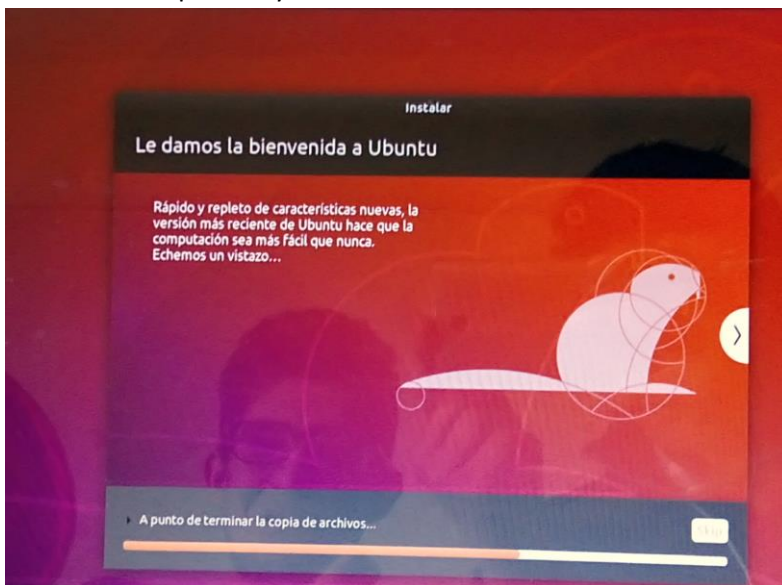 Instalar
Le damos la bienvenida a Ubuntu
Rápido y repleto de características nuevas, la
versión más reciente de Ubuntu hace que la
computación sea más fácil que nunca.
Echemos un vistazo...
A punto de terminar la copia de archivos...
Skip